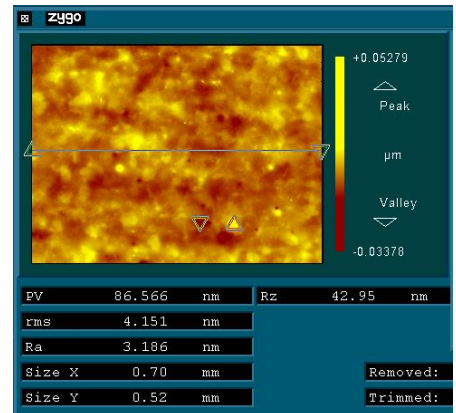 zygo
+0.05279
Peak
µm
Valley
-0.03378
PV 86.566 nm Rz 42.95 nm
rms 4.151 nm
Ra 3.186 nm
Size X 0.70 mm Removed:
Size Y 0.52 mm Trimmed: